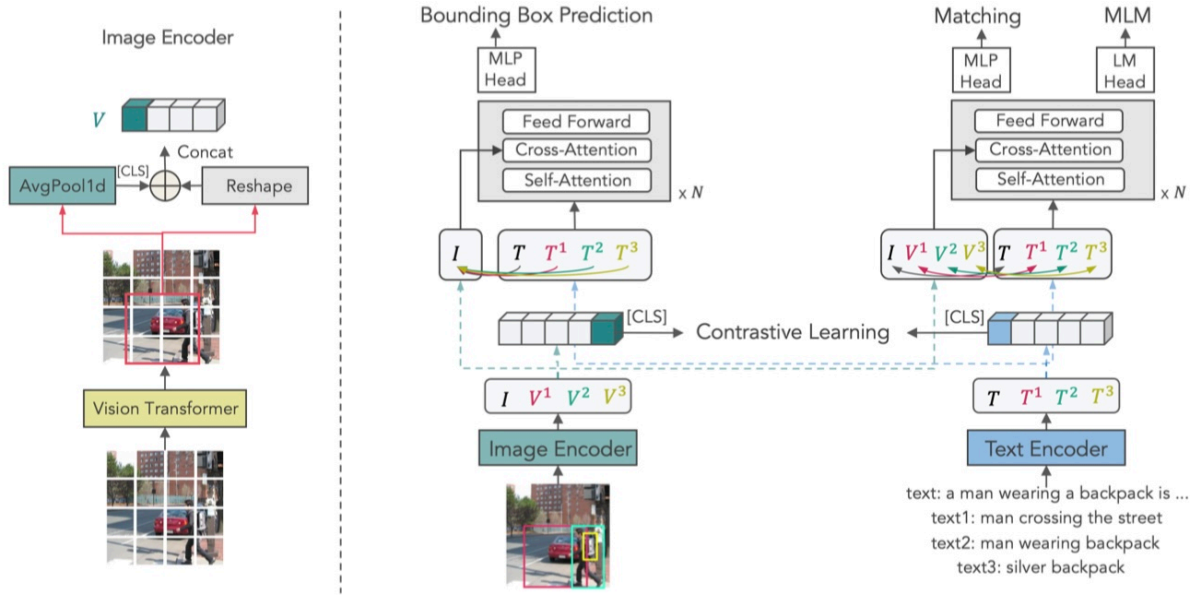 Image Encoder
V
Concat
[CLS]
AvgPool1d
Reshape
Vision Transformer
Bounding Box Prediction
MLP
Head
Feed Forward
Cross-Attention
Self-Attention
x N
I T T¹ T² T³
[CLS]
Contrastive Learning
I V¹ V² V³
Image Encoder
Matching
MLM
MLP
Head
LM
Head
Feed Forward
Cross-Attention
Self-Attention
x N
I V¹ V² V³ T T¹ T² T³
[CLS]
T T¹ T² T³
Text Encoder
text: a man wearing a backpack is ...
text1: man crossing the street
text2: man wearing backpack
text3: silver backpack